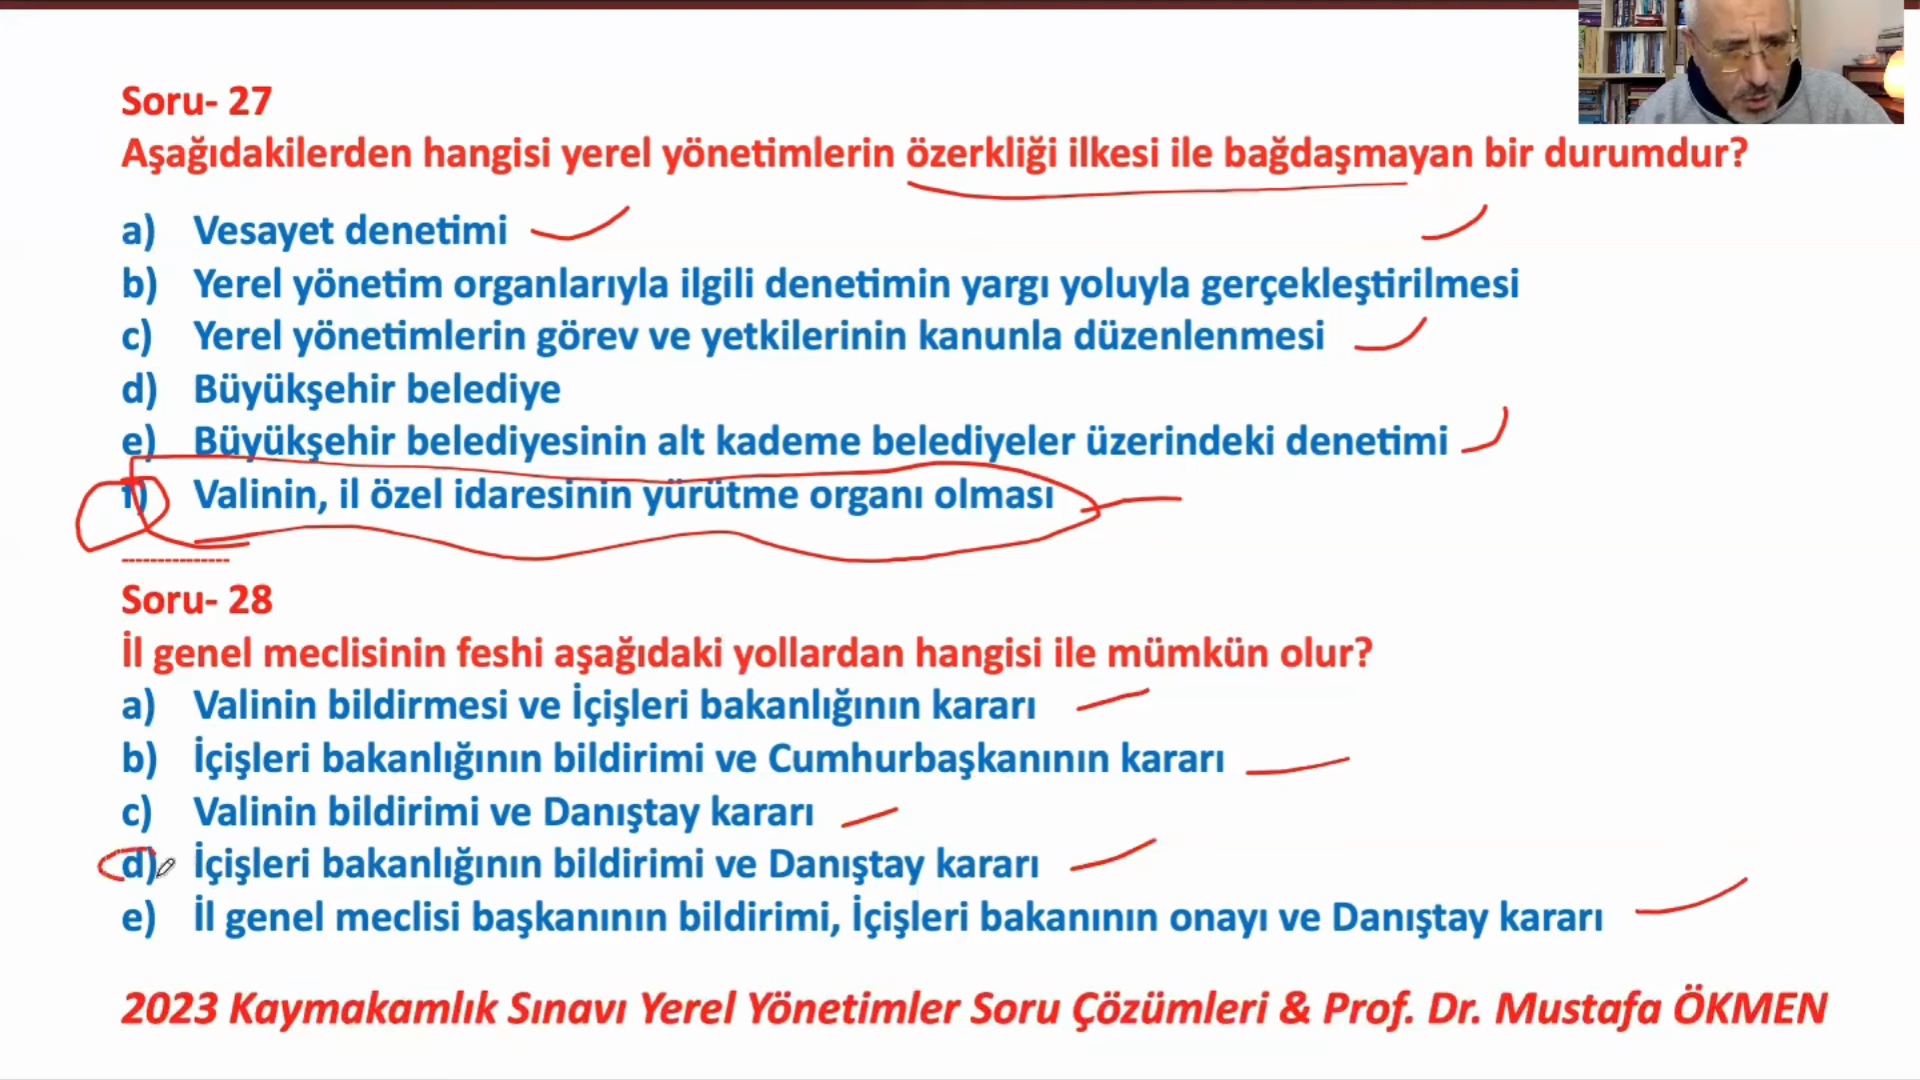 Soru- 27
Aşağıdakilerden hangisi yerel yönetimlerin özerkliği ilkesi ile bağdaşmayan bir durumdur?
a) Vesayet denetimi
b) Yerel yönetim organlarıyla ilgili denetimin yargı yoluyla gerçekleştirilmesi
c) Yerel yönetimlerin görev ve yetkilerinin kanunla düzenlenmesi
d) Büyükşehir belediye
e) Büyükşehir belediyesinin alt kademe belediyeler üzerindeki denetimi
f) Valinin, il özel idaresinin yürütme organı olması
---------------
Soru- 28
İl genel meclisinin feshi aşağıdaki yollardan hangisi ile mümkün olur?
a) Valinin bildirmesi ve İçişleri bakanlığının kararı
b) İçişleri bakanlığının bildirimi ve Cumhurbaşkanının kararı
c) Valinin bildirimi ve Danıştay kararı
d) İçişleri bakanlığının bildirimi ve Danıştay kararı
e) İl genel meclisi başkanının bildirimi, İçişleri bakanının onayı ve Danıştay kararı
2023 Kaymakamlık Sınavı Yerel Yönetimler Soru Çözümleri & Prof. Dr. Mustafa ÖKMEN